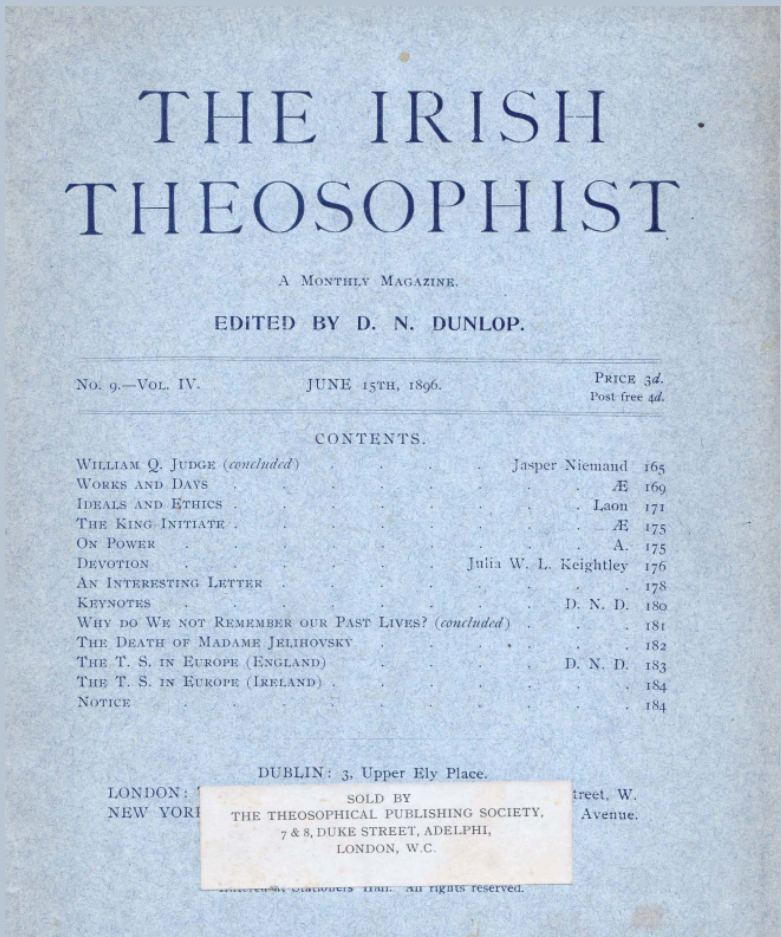 THE IRISH
THEOSOPHIST
A MONTHLY MAGAZINE.
EDITED BY D. N. DUNLOP.
NO. 9.—VOL. IV. JUNE 15TH, 1896. PRICE 3d.
Post free 4d.
CONTENTS.
WILLIAM Q. JUDGE (concluded) . . . . Jasper Niemand 165
WORKS AND DAYS . . . . . Æ 169
IDEALS AND ETHICS . . . . . Laon 171
THE KING INITIATE . . . . . Æ 175
ON POWER . . . . . A. 175
DEVOTION . . . . Julia W. L. Keightley 176
AN INTERESTING LETTER . . . . . 178
KEYNOTES . . . . . D. N. D. 180
WHY DO WE NOT REMEMBER OUR PAST LIVES? (concluded) . . . 181
THE DEATH OF MADAME JELIHOVSKY . . . . 182
THE T. S. IN EUROPE (ENGLAND) . . . D. N. D. 183
THE T. S. IN EUROPE (IRELAND) . . . . . 184
NOTICE . . . . . 184
DUBLIN: 3, Upper Ely Place.
LONDON: treet, W.
NEW YORK Avenue.
SOLD BY
THE THEOSOPHICAL PUBLISHING SOCIETY,
7 & 8, DUKE STREET, ADELPHI,
LONDON, W.C.
Stationers' Hall. All rights reserved.